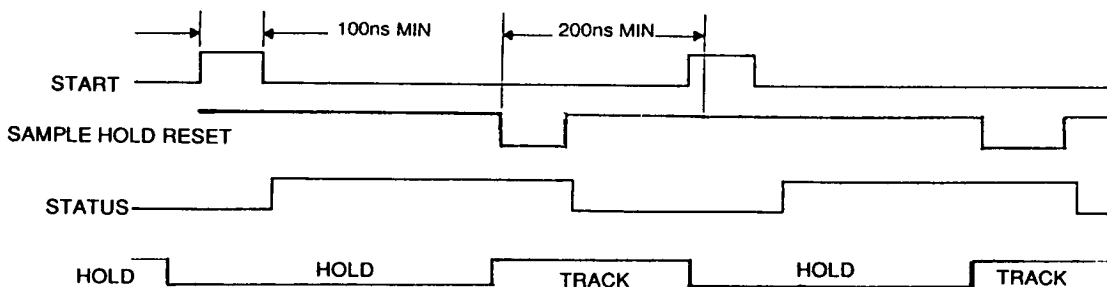 100ns MIN
200ns MIN
START
SAMPLE HOLD RESET
STATUS
HOLD
HOLD
TRACK
HOLD
TRACK